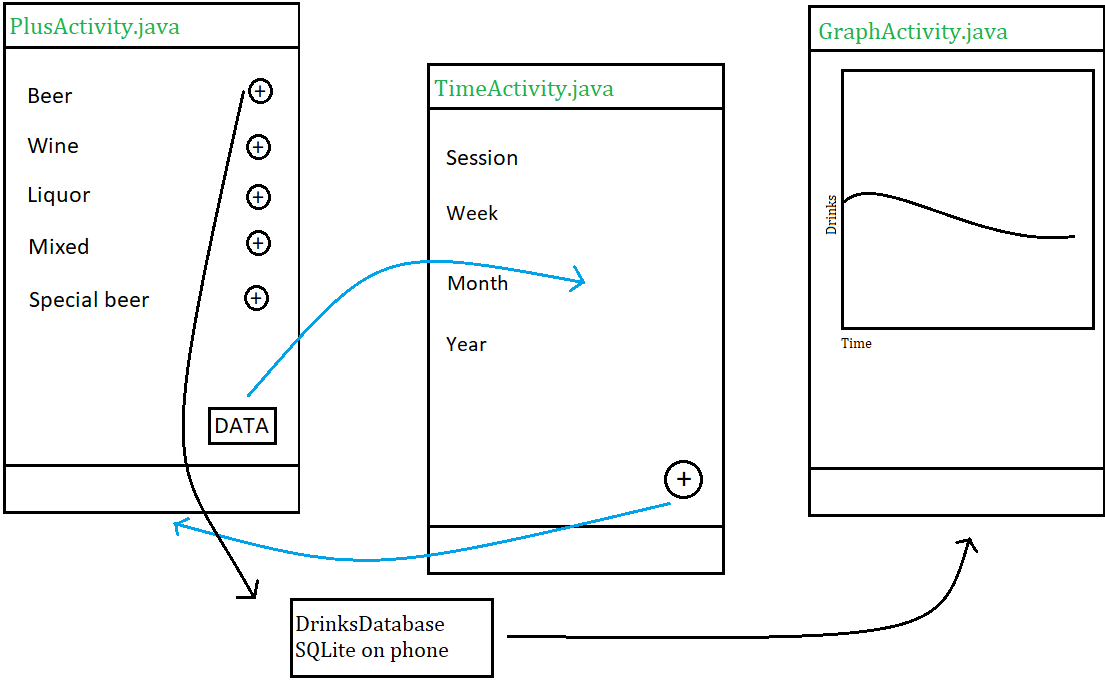 PlusActivity.java
Beer +
Wine +
Liquor +
Mixed +
Special beer +
DATA
TimeActivity.java
Session
Week
Month
Year
+
GraphActivity.java
Drinks
Time
DrinksDatabase
SQLite on phone